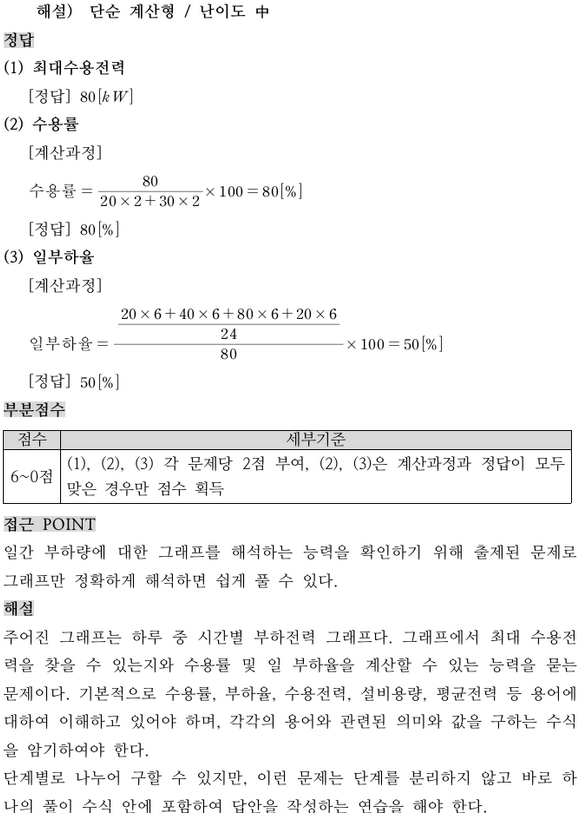 해설) 단순 계산형 / 난이도 中
정답
(1) 최대수용전력
[정답] 80[kW]
(2) 수용률
[계산과정]
수용률 = 80 / (20×2+30×2) ×100 = 80[%]
[정답] 80[%]
(3) 일부하율
[계산과정]
일부하율 = ((20×6+40×6+80×6+20×6) / 24) / 80 ×100 = 50[%]
[정답] 50[%]
부분점수
점수 세부기준
6~0점 (1), (2), (3) 각 문제당 2점 부여, (2), (3)은 계산과정과 정답이 모두
맞은 경우만 점수 획득
접근 POINT
일간 부하량에 대한 그래프를 해석하는 능력을 확인하기 위해 출제된 문제로
그래프만 정확하게 해석하면 쉽게 풀 수 있다.
해설
주어진 그래프는 하루 중 시간별 부하전력 그래프다. 그래프에서 최대 수용전
력을 찾을 수 있는지와 수용률 및 일 부하율을 계산할 수 있는 능력을 묻는
문제이다. 기본적으로 수용률, 부하율, 수용전력, 설비용량, 평균전력 등 용어에
대하여 이해하고 있어야 하며, 각각의 용어와 관련된 의미와 값을 구하는 수식
을 암기하여야 한다.
단계별로 나누어 구할 수 있지만, 이런 문제는 단계를 분리하지 않고 바로 하
나의 풀이 수식 안에 포함하여 답안을 작성하는 연습을 해야 한다.